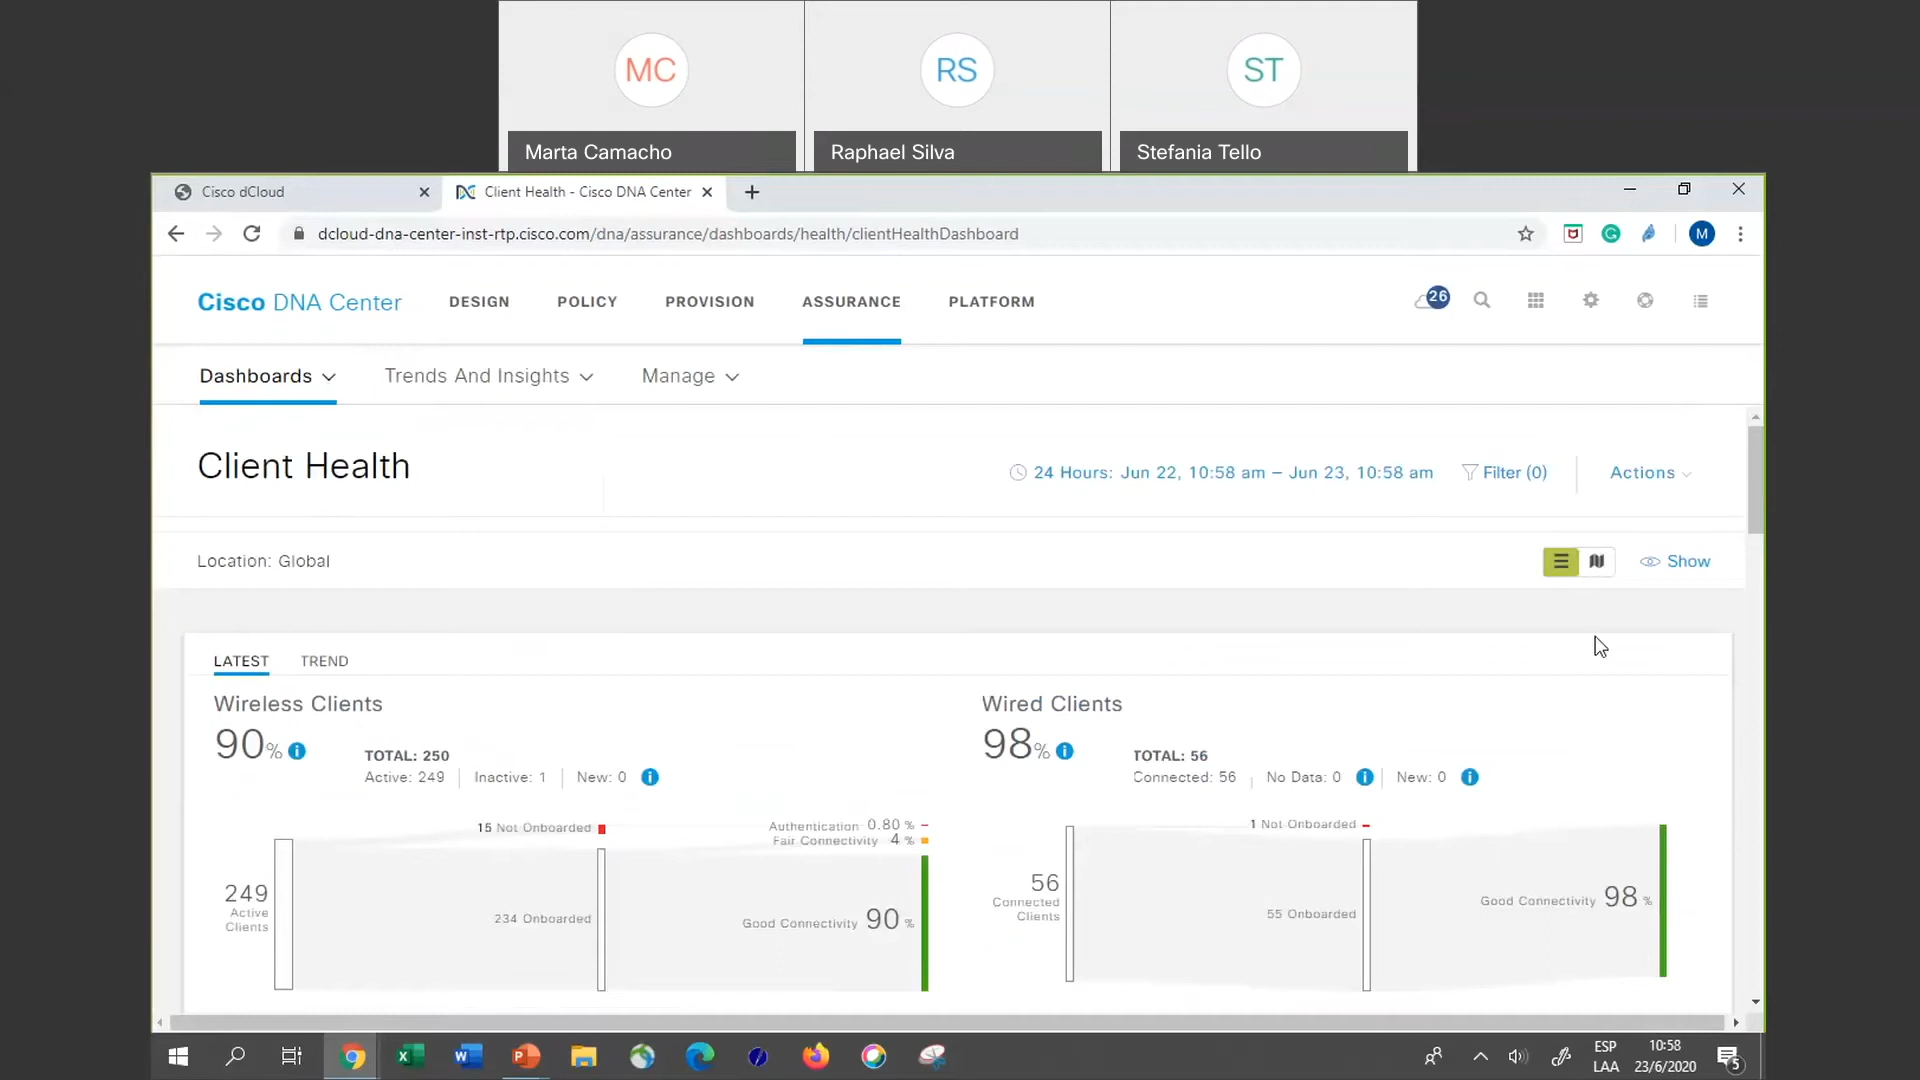 MC
RS
ST
Marta Camacho
Raphael Silva
Stefania Tello
Cisco dCloud
Client Health - Cisco DNA Center
dcloud-dna-center-inst-rtp.cisco.com/dna/assurance/dashboards/health/clientHealthDashboard
M
Cisco DNA Center
DESIGN
POLICY
PROVISION
ASSURANCE
PLATFORM
26
Dashboards
Trends And Insights
Manage
Client Health
24 Hours: Jun 22, 10:58 am – Jun 23, 10:58 am
Filter (0)
Actions
Location: Global
Show
LATEST
TREND
Wireless Clients
90%
TOTAL: 250
Active: 249
Inactive: 1
New: 0
15 Not Onboarded
Authentication 0.80 %
Fair Connectivity 4 %
249
Active
Clients
234 Onboarded
Good Connectivity 90 %
Wired Clients
98%
TOTAL: 56
Connected: 56
No Data: 0
New: 0
1 Not Onboarded
56
Connected
Clients
55 Onboarded
Good Connectivity 98 %
ESP
LAA
10:58
23/6/2020
5